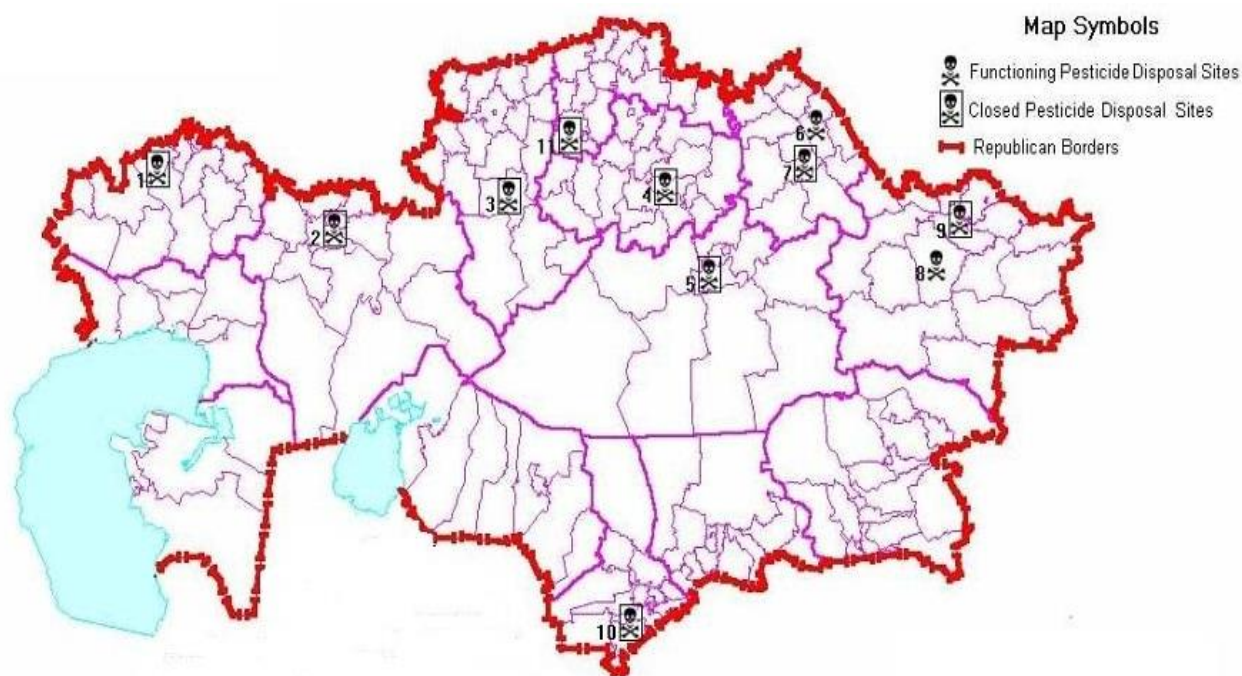 Map Symbols
Functioning Pesticide Disposal Sites
Closed Pesticide Disposal Sites
Republican Borders
6
11
7
1
4
3
9
2
8
5
10